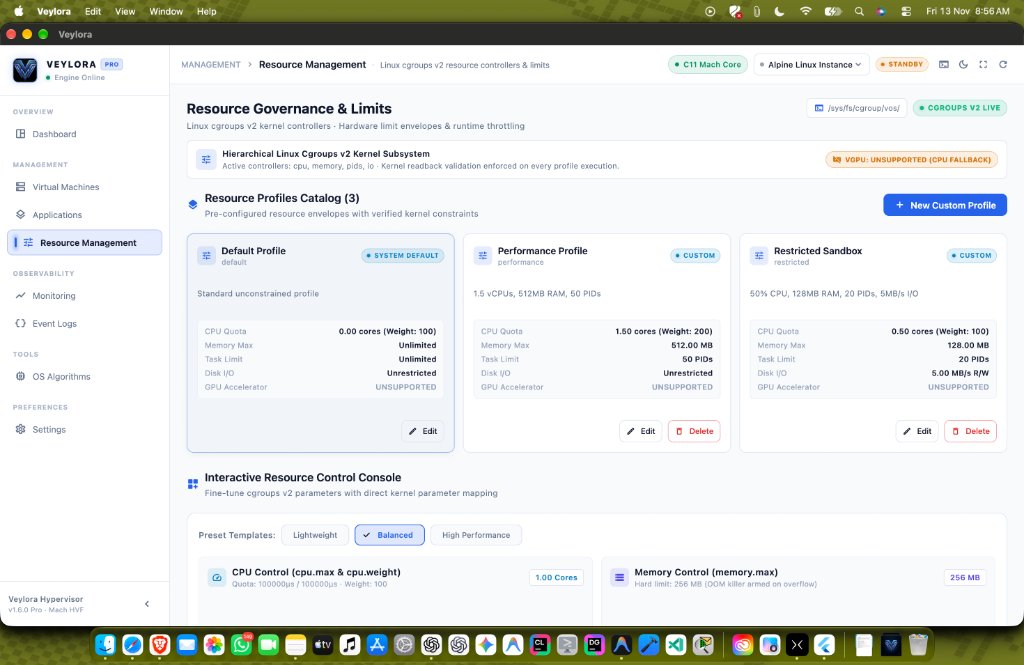 Veylora Edit View Window Help
Fri 13 Nov 8:56 AM
Veylora
VEYLORA PRO
Engine Online
MANAGEMENT > Resource Management Linux cgroups v2 resource controllers & limits
C11 Mach Core
Alpine Linux Instance
STANDBY
OVERVIEW
Dashboard
MANAGEMENT
Virtual Machines
Applications
Resource Management
OBSERVABILITY
Monitoring
Event Logs
TOOLS
OS Algorithms
PREFERENCES
Settings
Veylora Hypervisor
v1.6.0 Pro · Mach HVF
Resource Governance & Limits
Linux cgroups v2 kernel controllers · Hardware limit envelopes & runtime throttling
/sys/fs/cgroup/vos/
CGROUPS V2 LIVE
Hierarchical Linux Cgroups v2 Kernel Subsystem
Active controllers: cpu, memory, pids, io · Kernel readback validation enforced on every profile execution.
VGPU: UNSUPPORTED (CPU FALLBACK)
Resource Profiles Catalog (3)
Pre-configured resource envelopes with verified kernel constraints
+ New Custom Profile
Default Profile
default
SYSTEM DEFAULT
Standard unconstrained profile
CPU Quota 0.00 cores (Weight: 100)
Memory Max Unlimited
Task Limit Unlimited
Disk I/O Unrestricted
GPU Accelerator UNSUPPORTED
Edit
Performance Profile
performance
CUSTOM
1.5 vCPUs, 512MB RAM, 50 PIDs
CPU Quota 1.50 cores (Weight: 200)
Memory Max 512.00 MB
Task Limit 50 PIDs
Disk I/O Unrestricted
GPU Accelerator UNSUPPORTED
Edit Delete
Restricted Sandbox
restricted
CUSTOM
50% CPU, 128MB RAM, 20 PIDs, 5MB/s I/O
CPU Quota 0.50 cores (Weight: 100)
Memory Max 128.00 MB
Task Limit 20 PIDs
Disk I/O 5.00 MB/s R/W
GPU Accelerator UNSUPPORTED
Edit Delete
Interactive Resource Control Console
Fine-tune cgroups v2 parameters with direct kernel parameter mapping
Preset Templates: Lightweight Balanced High Performance
CPU Control (cpu.max & cpu.weight)
Quota: 100000µs / 100000µs · Weight: 100
1.00 Cores
Memory Control (memory.max)
Hard limit: 256 MB (OOM killer armed on overflow)
256 MB
tv
CL
DG